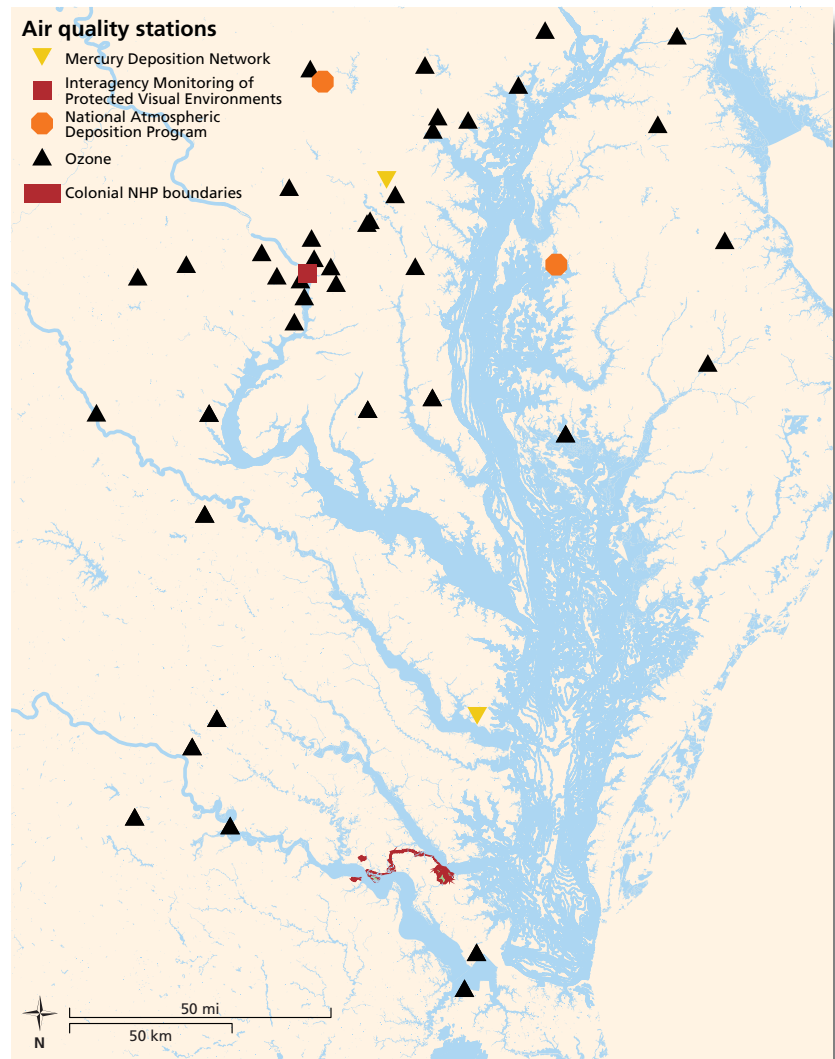 Air quality stations
Mercury Deposition Network
Interagency Monitoring of
Protected Visual Environments
National Atmospheric
Deposition Program
Ozone
Colonial NHP boundaries
50 mi
50 km
N